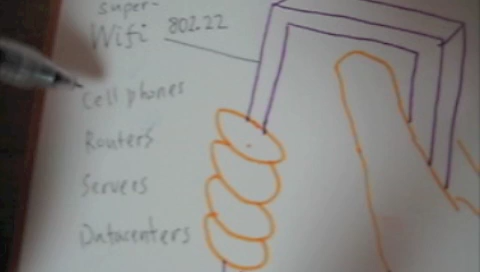 super-
Wifi 802.22
Cell phones
Routers
Servers
Datacenters